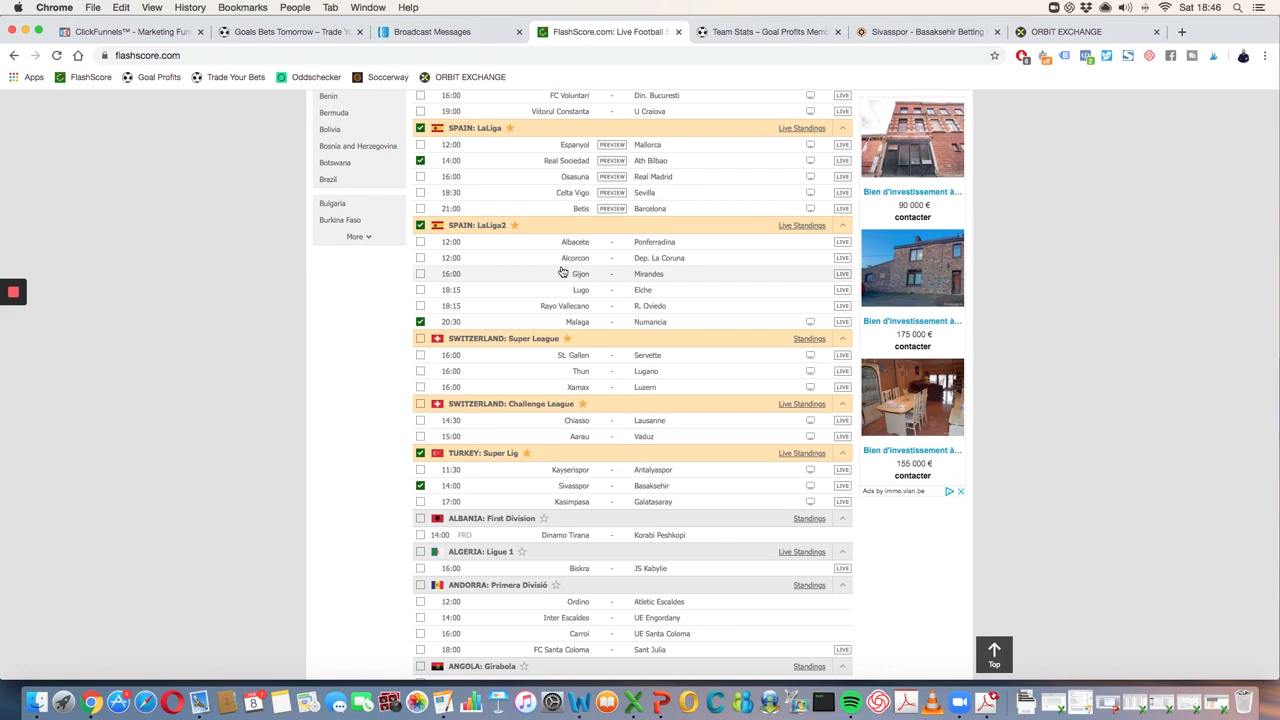 Chrome File Edit View History Bookmarks People Tab Window Help Sat 18:46
ClickFunnels™ - Marketing Fun Goals Bets Tomorrow – Trade Y Broadcast Messages FlashScore.com: Live Football S Team Stats – Goal Profits Memb Sivasspor - Basaksehir Betting ORBIT EXCHANGE
flashscore.com
Apps FlashScore Goal Profits Trade Your Bets Oddschecker Soccerway ORBIT EXCHANGE
Benin
Bermuda
Bolivia
Bosnia and Herzegovina
Botswana
Brazil
Bulgaria
Burkina Faso
More
16:00 FC Voluntari - Din. Bucuresti LIVE
19:00 Viitorul Constanta - U Craiova LIVE
SPAIN: LaLiga Live Standings
12:00 Espanyol PREVIEW Mallorca LIVE
14:00 Real Sociedad PREVIEW Ath Bilbao LIVE
16:00 Osasuna PREVIEW Real Madrid LIVE
18:30 Celta Vigo PREVIEW Sevilla LIVE
21:00 Betis PREVIEW Barcelona LIVE
SPAIN: LaLiga2 Live Standings
12:00 Albacete - Ponferradina LIVE
12:00 Alcorcon - Dep. La Coruna LIVE
16:00 Gijon - Mirandes LIVE
18:15 Lugo - Elche LIVE
18:15 Rayo Vallecano - R. Oviedo LIVE
20:30 Malaga - Numancia LIVE
SWITZERLAND: Super League Standings
16:00 St. Gallen - Servette LIVE
16:00 Thun - Lugano LIVE
16:00 Xamax - Luzern LIVE
SWITZERLAND: Challenge League Live Standings
14:30 Chiasso - Lausanne LIVE
15:00 Aarau - Vaduz LIVE
TURKEY: Super Lig Live Standings
11:30 Kayserispor - Antalyaspor LIVE
14:00 Sivasspor - Basaksehir LIVE
17:00 Kasimpasa - Galatasaray LIVE
ALBANIA: First Division Standings
14:00 FRO Dinamo Tirana - Korabi Peshkopi
ALGERIA: Ligue 1 Live Standings
16:00 Biskra - JS Kabylie LIVE
ANDORRA: Primera Divisió Standings
12:00 Ordino - Atletic Escaldes
14:00 Inter Escaldes - UE Engordany
16:00 Carroi - UE Santa Coloma
18:00 FC Santa Coloma - Sant Julia LIVE
ANGOLA: Girabola Standings
Bien d'investissement à...
90 000 €
contacter
Bien d'investissement à...
175 000 €
contacter
Bien d'investissement à...
155 000 €
contacter
Ads by immo.vlan.be
Top